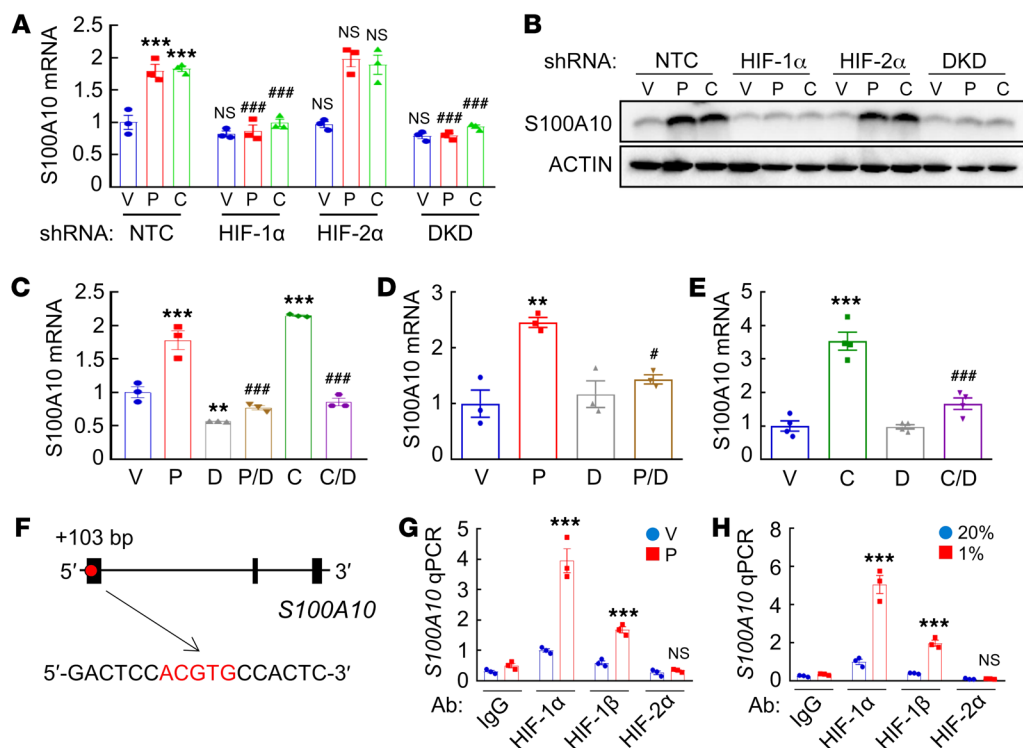 A
S100A10 mRNA
2.5
2
1.5
1
0.5
0
*** ***
NS ### ###
NS NS NS
NS ### ###
V P C V P C V P C V P C
shRNA: NTC HIF-1α HIF-2α DKD
B
shRNA: NTC HIF-1α HIF-2α DKD
V P C V P C V P C V P C
S100A10
ACTIN
C
S100A10 mRNA
2.5
2
1.5
1
0.5
0
*** ** ### *** ###
V P D P/D C C/D
D
S100A10 mRNA
3
2
1
0
** #
V P D P/D
E
S100A10 mRNA
5
4
3
2
1
0
*** ###
V C D C/D
F
+103 bp
5′ 3′
S100A10
5′-GACTCCACGTGCCACTC-3′
G
S100A10 qPCR
5
4
3
2
1
0
*** *** NS
V
P
Ab: IgG HIF-1α HIF-1β HIF-2α
H
S100A10 qPCR
8
6
4
2
0
*** *** NS
20%
1%
Ab: IgG HIF-1α HIF-1β HIF-2α